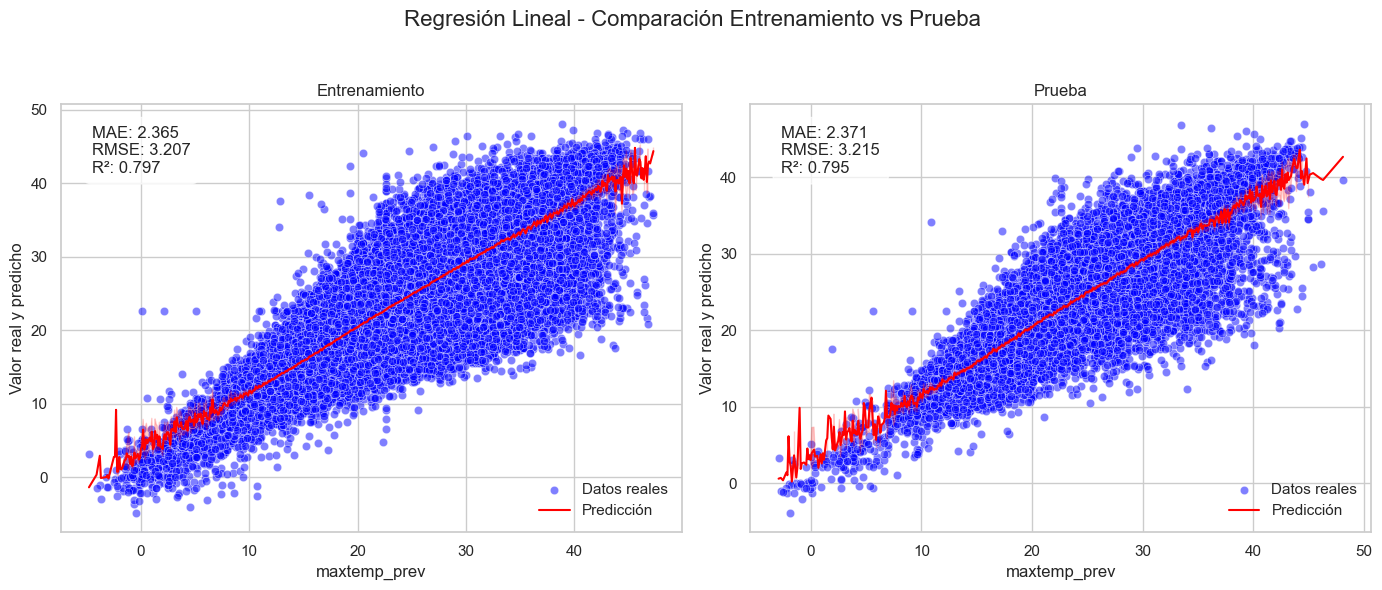 Regresión Lineal - Comparación Entrenamiento vs Prueba
Entrenamiento
MAE: 2.365
RMSE: 3.207
R²: 0.797
Valor real y predicho
50
40
30
20
10
0
0 10 20 30 40
maxtemp_prev
Datos reales
Predicción
Prueba
MAE: 2.371
RMSE: 3.215
R²: 0.795
Valor real y predicho
40
30
20
10
0
0 10 20 30 40 50
maxtemp_prev
Datos reales
Predicción